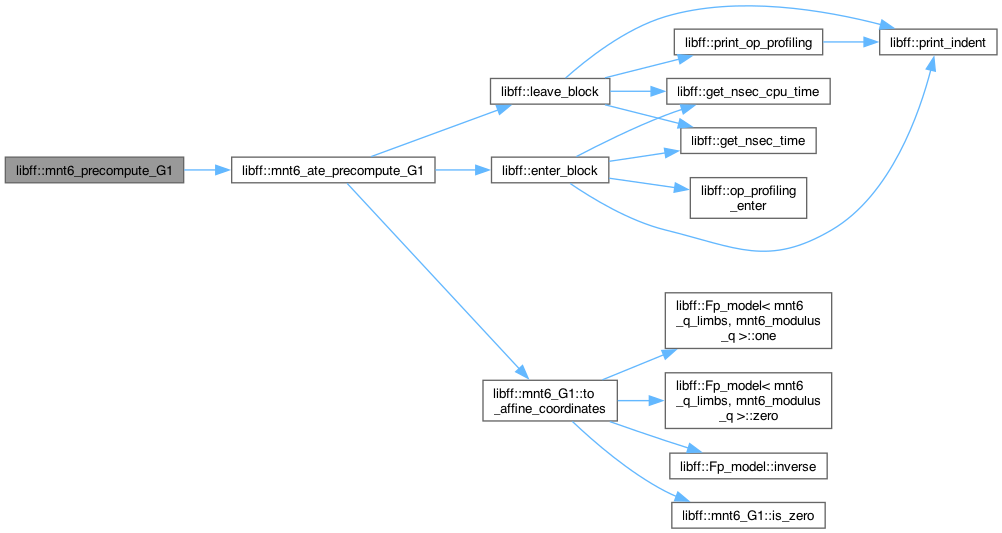 libff::mnt6_precompute_G1
libff::mnt6_ate_precompute_G1
libff::leave_block
libff::enter_block
libff::mnt6_G1::to
_affine_coordinates
libff::print_op_profiling
libff::print_indent
libff::get_nsec_cpu_time
libff::get_nsec_time
libff::op_profiling
_enter
libff::Fp_model< mnt6
_q_limbs, mnt6_modulus
_q >::one
libff::Fp_model< mnt6
_q_limbs, mnt6_modulus
_q >::zero
libff::Fp_model::inverse
libff::mnt6_G1::is_zero